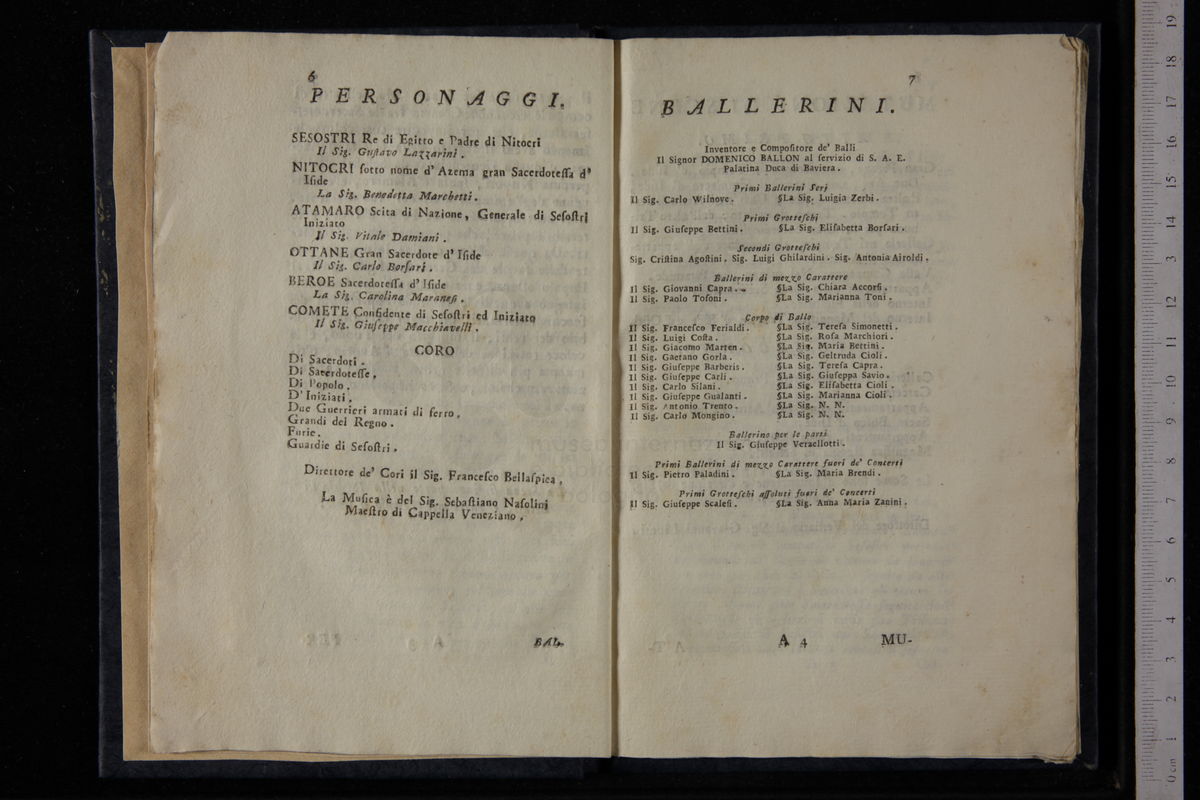 6
PERSONAGGI.
SESOSTRI Re di Egitto e Padre di Nitocri
Il Sig. Guſtavo Lazzarini.
NITOCRI ſotto nome d' Azema gran Sacerdoteſſa d'
Iſide
La Sig. Benedetta Marchetti.
ATAMARO Scita di Nazione, Generale di Seſoſtri
Iniziato
Il Sig. Vitale Damiani.
OTTANE Gran Sacerdote d' Iſide
Il Sig. Carlo Borſari.
BEROE Sacerdoteſſa d' Iſide
La Sig. Carolina Maraneſi.
COMETE Confidente di Seſoſtri ed Iniziato
Il Sig. Giuſeppe Macchiavelli.
CORO
Di Sacerdoti.
Di Sacerdoteſſe,
Di Popolo.
D' Iniziati.
Due Guerrieri armati di ferro,
Grandi del Regno.
Furie.
Guardie di Seſoſtri,
Direttore de' Cori il Sig. Franceſco Bellaſpica,
La Muſica è del Sig. Sebaſtiano Naſolini
Maeſtro di Cappella Veneziano,
BAL-
7
BALLERINI.
Inventore e Compoſitore de' Balli
Il Signor DOMENICO BALLON al ſervizio di S. A. E.
Palatina Duca di Baviera.
Primi Ballerini Serj
Il Sig. Carlo Wilnove. §La Sig. Luigia Zerbi.
Primi Grotteſchi
Il Sig. Giuſeppe Bettini. §La Sig. Eliſabetta Borſari.
Secondi Grotteſchi
Sig. Criſtina Agoſtini. Sig. Luigi Ghilardini. Sig. Antonia Airoldi.
Ballerini di mezzo Carattere
Il Sig. Giovanni Capra. §La Sig. Chiara Accorſi.
Il Sig. Paolo Toſoni. §La Sig. Marianna Toni.
Corpo di Ballo
Il Sig. Franceſco Ferialdi. §La Sig. Tereſa Simonetti.
Il Sig. Luigi Coſta. §La Sig. Roſa Marchiori.
Il Sig. Giacomo Marten. §La Sig. Maria Bettini.
Il Sig. Gaetano Gorla. §La Sig. Geltruda Cioli.
Il Sig. Giuſeppe Barberis. §La Sig. Tereſa Capra.
Il Sig. Giuſeppe Carli. §La Sig. Giuſeppa Savio.
Il Sig. Carlo Silani. §La Sig. Eliſabetta Cioli.
Il Sig. Giuſeppe Gualanti. §La Sig. Marianna Cioli.
Il Sig. Antonio Trento. §La Sig. N. N.
Il Sig. Carlo Mongino. §La Sig. N. N.
Ballerino per le parti
Il Sig. Giuſeppe Verzellotti.
Primi Ballerini di mezzo Carattere fuori de' Concerti
Il Sig. Pietro Paladini. §La Sig. Maria Brendi.
Primi Grotteſchi aſſoluti fuori de' Concerti
Il Sig. Giuſeppe Scaleſi. §La Sig. Anna Maria Zanini.
A 4 MU-